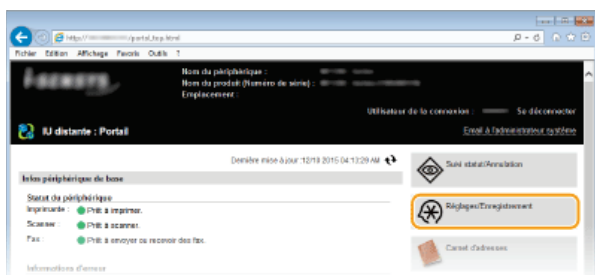 http:// /portal_top.html
Fichier Edition Affichage Favoris Outils ?
Nom du périphérique :
Nom du produit (Numéro de série) :
Emplacement :
Utilisateur de la connexion : Se déconnecter
IU distante : Portail
Email à l'administrateur système
Dernière mise à jour :12/18 2015 04:13:29 AM
Suivi statut/Annulation
Infos périphérique de base
Statut du périphérique
Imprimante : Prêt à imprimer.
Réglages/Enregistrement
Scanner : Prêt à scanner.
Fax : Prêt à envoyer ou recevoir des fax.
Carnet d'adresses
Informations d'erreur